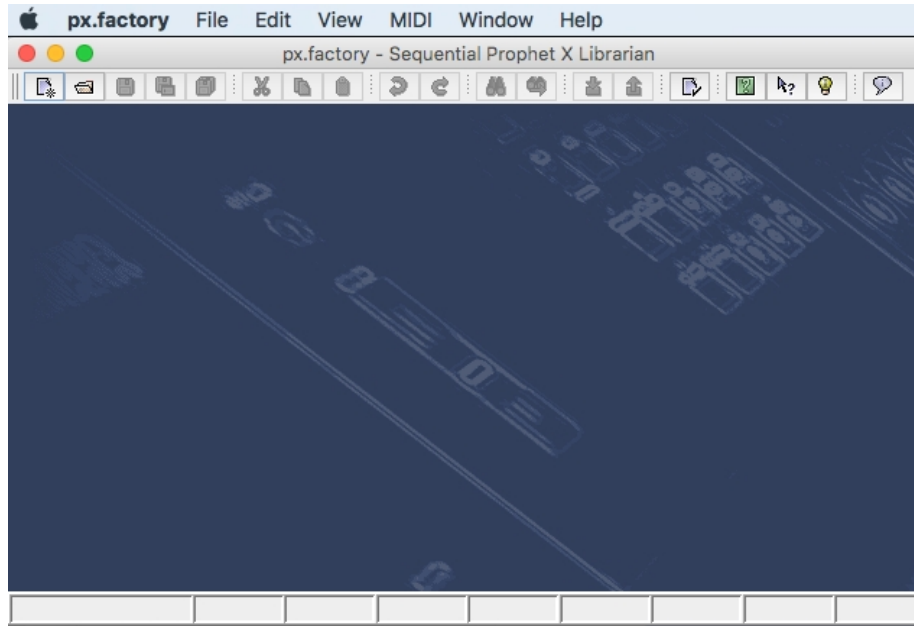 px.factory File Edit View MIDI Window Help
px.factory - Sequential Prophet X Librarian